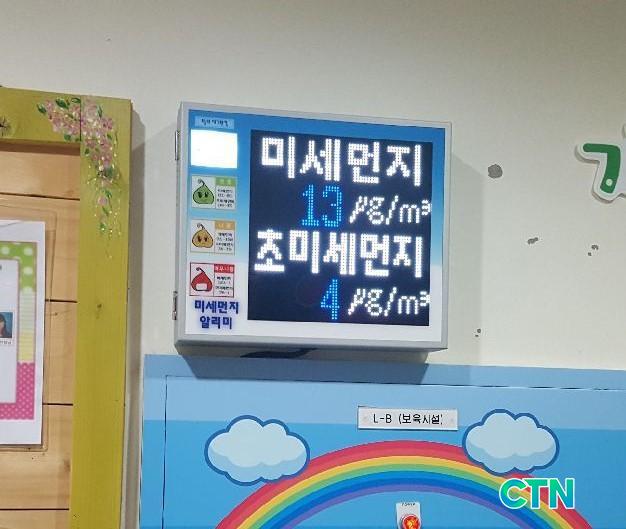 미세먼지
13 μg/m³
초미세먼지
4 μg/m³
미세먼지
알리미
L-B (보육시설)
CTN